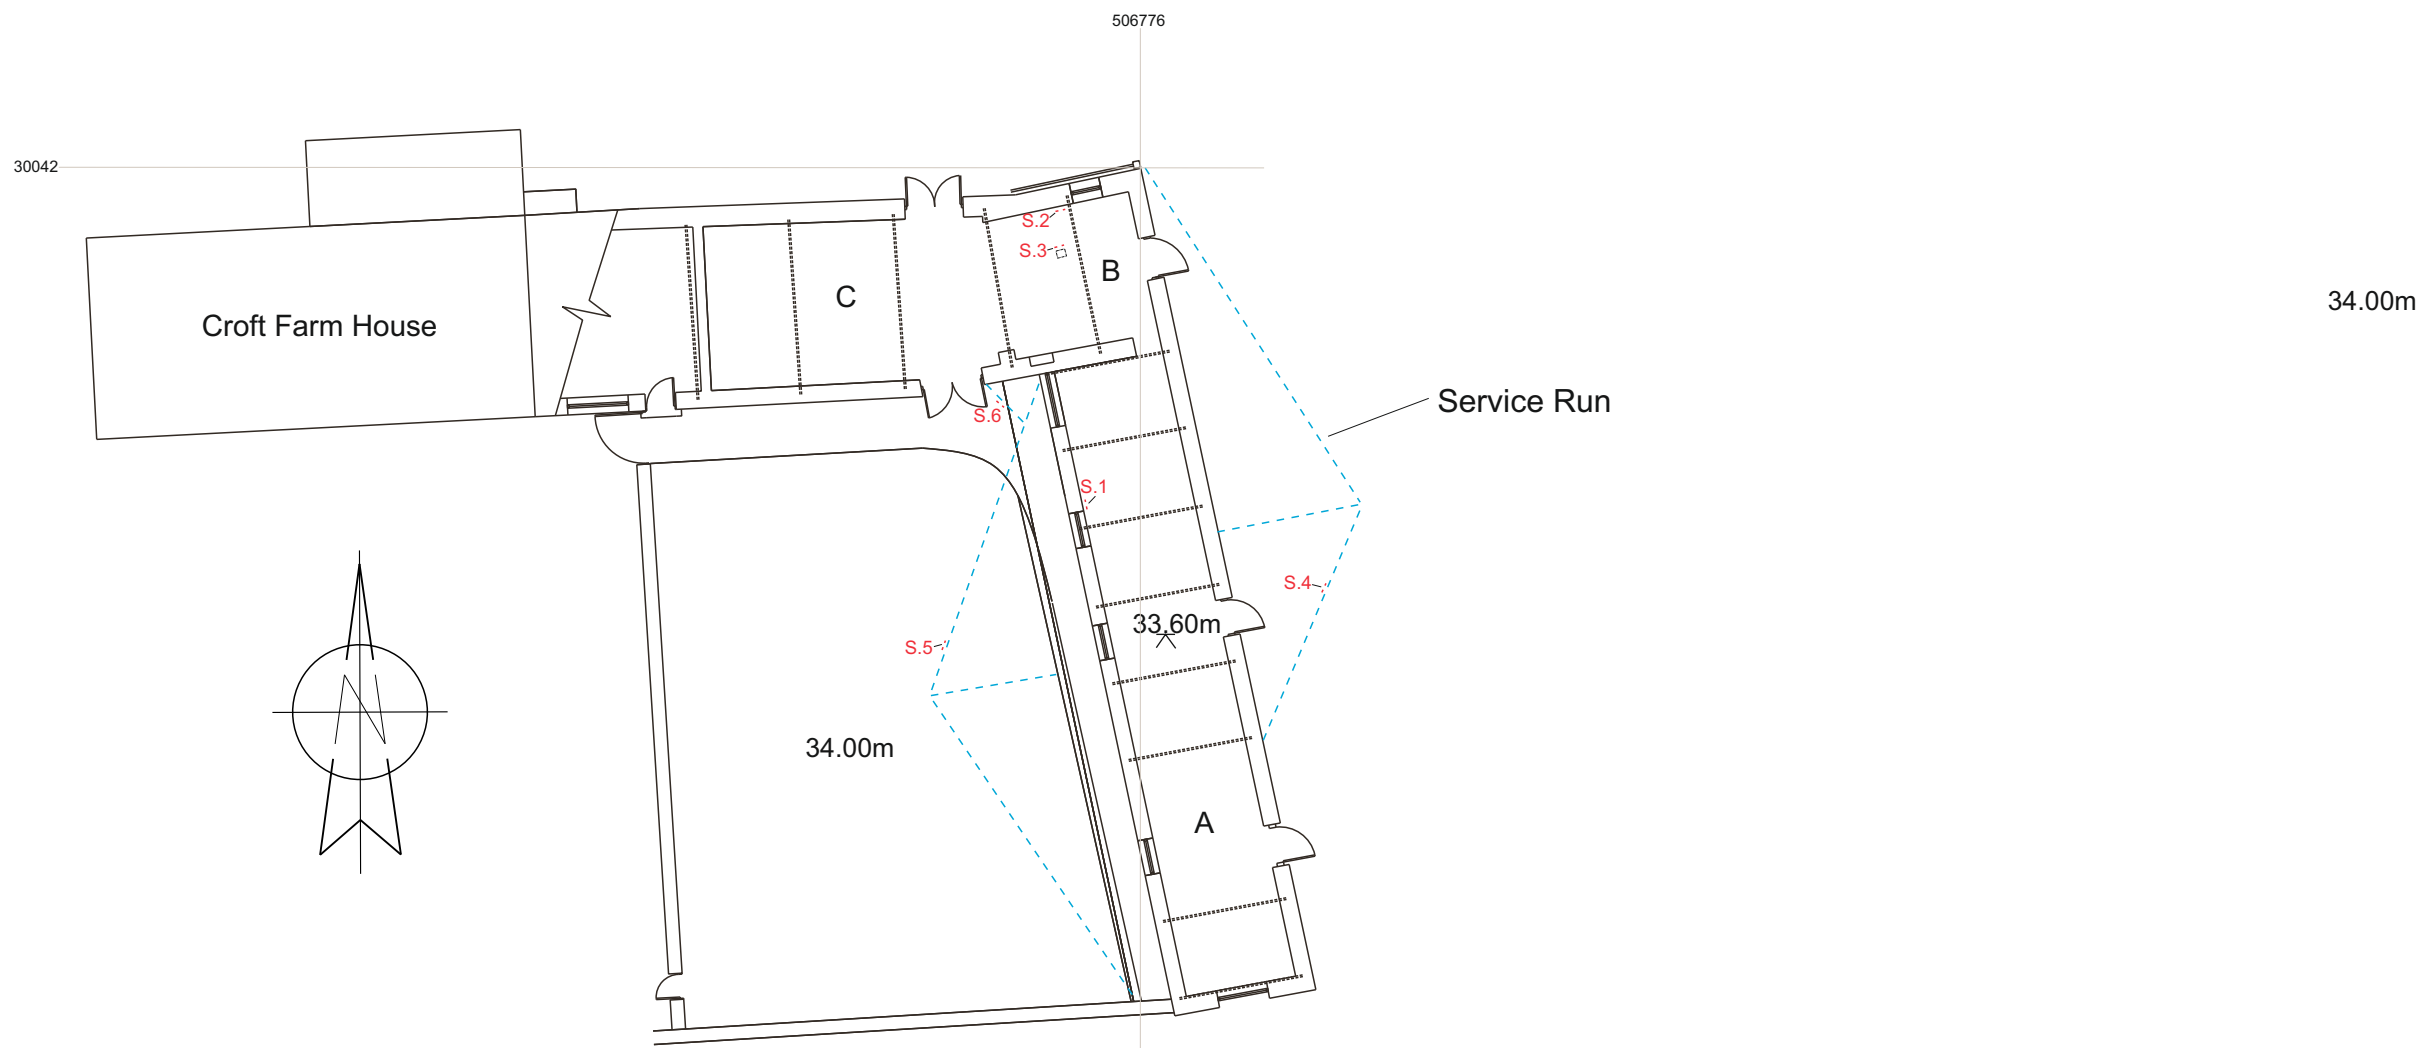 506776
30042
S.2
S.3
B
C
34.00m
Croft Farm House
Service Run
S.6
S.1
S.4
33.60m
S.5
N
34.00m
A